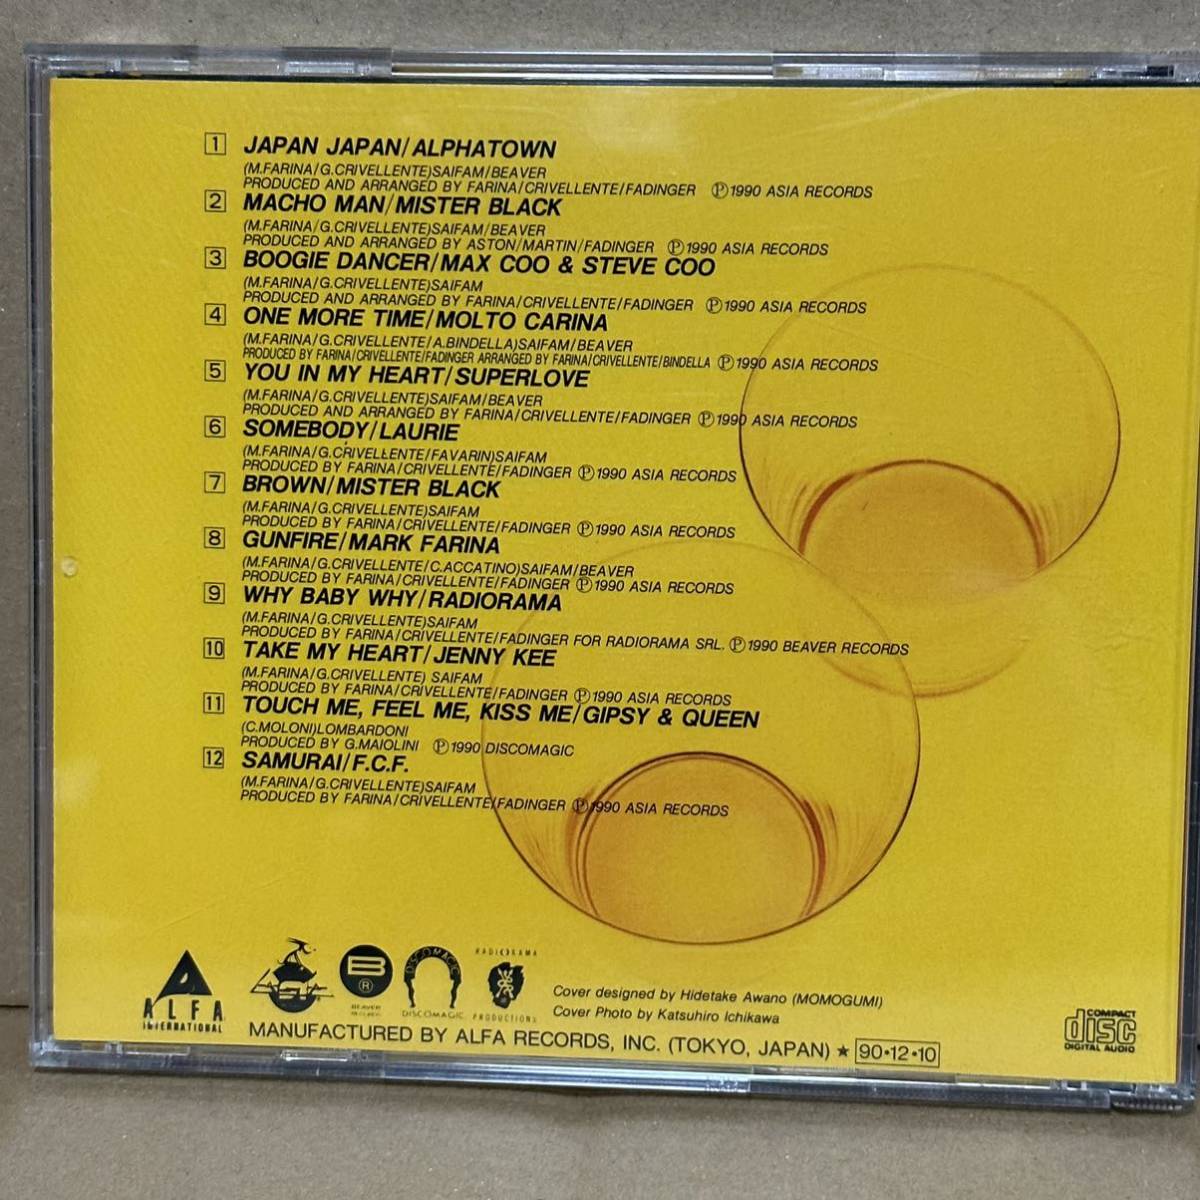 1 JAPAN JAPAN/ALPHATOWN
(M.FARINA/G.CRIVELLENTE)SAIFAM/BEAVER
PRODUCED AND ARRANGED BY FARINA/CRIVELLENTE/FADINGER Ⓟ1990 ASIA RECORDS
2 MACHO MAN/MISTER BLACK
(M.FARINA/G.CRIVELLENTE)SAIFAM/BEAVER
PRODUCED AND ARRANGED BY ASTON/MARTIN/FADINGER Ⓟ1990 ASIA RECORDS
3 BOOGIE DANCER/MAX COO & STEVE COO
(M.FARINA/G.CRIVELLENTE)SAIFAM
PRODUCED AND ARRANGED BY FARINA/CRIVELLENTE/FADINGER Ⓟ1990 ASIA RECORDS
4 ONE MORE TIME/MOLTO CARINA
(M.FARINA/G.CRIVELLENTE/A.BINDELLA)SAIFAM/BEAVER
PRODUCED BY FARINA/CRIVELLENTE/FADINGER ARRANGED BY FARINA/CRIVELLENTE/BINDELLA Ⓟ1990 ASIA RECORDS
5 YOU IN MY HEART/SUPERLOVE
(M.FARINA/G.CRIVELLENTE)SAIFAM/BEAVER
PRODUCED AND ARRANGED BY FARINA/CRIVELLENTE/FADINGER Ⓟ1990 ASIA RECORDS
6 SOMEBODY/LAURIE
(M.FARINA/G.CRIVELLENTE/FAVARIN)SAIFAM
PRODUCED BY FARINA/CRIVELLENTE/FADINGER Ⓟ1990 ASIA RECORDS
7 BROWN/MISTER BLACK
(M.FARINA/G.CRIVELLENTE)SAIFAM
PRODUCED BY FARINA/CRIVELLENTE/FADINGER Ⓟ1990 ASIA RECORDS
8 GUNFIRE/MARK FARINA
(M.FARINA/G.CRIVELLENTE/C.ACCATINO)SAIFAM/BEAVER
PRODUCED BY FARINA/CRIVELLENTE/FADINGER Ⓟ1990 ASIA RECORDS
9 WHY BABY WHY/RADIORAMA
(M.FARINA/G.CRIVELLENTE)SAIFAM
PRODUCED BY FARINA/CRIVELLENTE/FADINGER FOR RADIORAMA SRL. Ⓟ1990 BEAVER RECORDS
10 TAKE MY HEART/JENNY KEE
(M.FARINA/G.CRIVELLENTE) SAIFAM
PRODUCED BY FARINA/CRIVELLENTE/FADINGER Ⓟ1990 ASIA RECORDS
11 TOUCH ME, FEEL ME, KISS ME/GIPSY & QUEEN
(C.MOLONI)LOMBARDONI
PRODUCED BY G.MAIOLINI Ⓟ1990 DISCOMAGIC
12 SAMURAI/F.C.F.
(M.FARINA/G.CRIVELLENTE)SAIFAM
PRODUCED BY FARINA/CRIVELLENTE/FADINGER Ⓟ1990 ASIA RECORDS
ALFA
INTERNATIONAL
ASIA
B
®
BEAVER
DISCOMAGIC
DISCOMAGIC
RADIORAMA
PRODUCTIONS
Cover designed by Hidetake Awano (MOMOGUMI)
Cover Photo by Katsuhiro Ichikawa
MANUFACTURED BY ALFA RECORDS, INC. (TOKYO, JAPAN) ★ 90・12・10
COMPACT
disc
DIGITAL AUDIO